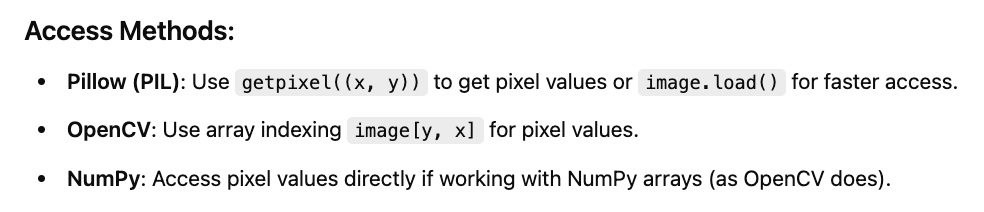 Access Methods:
• Pillow (PIL): Use getpixel((x, y)) to get pixel values or image.load() for faster access.
• OpenCV: Use array indexing image[y, x] for pixel values.
• NumPy: Access pixel values directly if working with NumPy arrays (as OpenCV does).